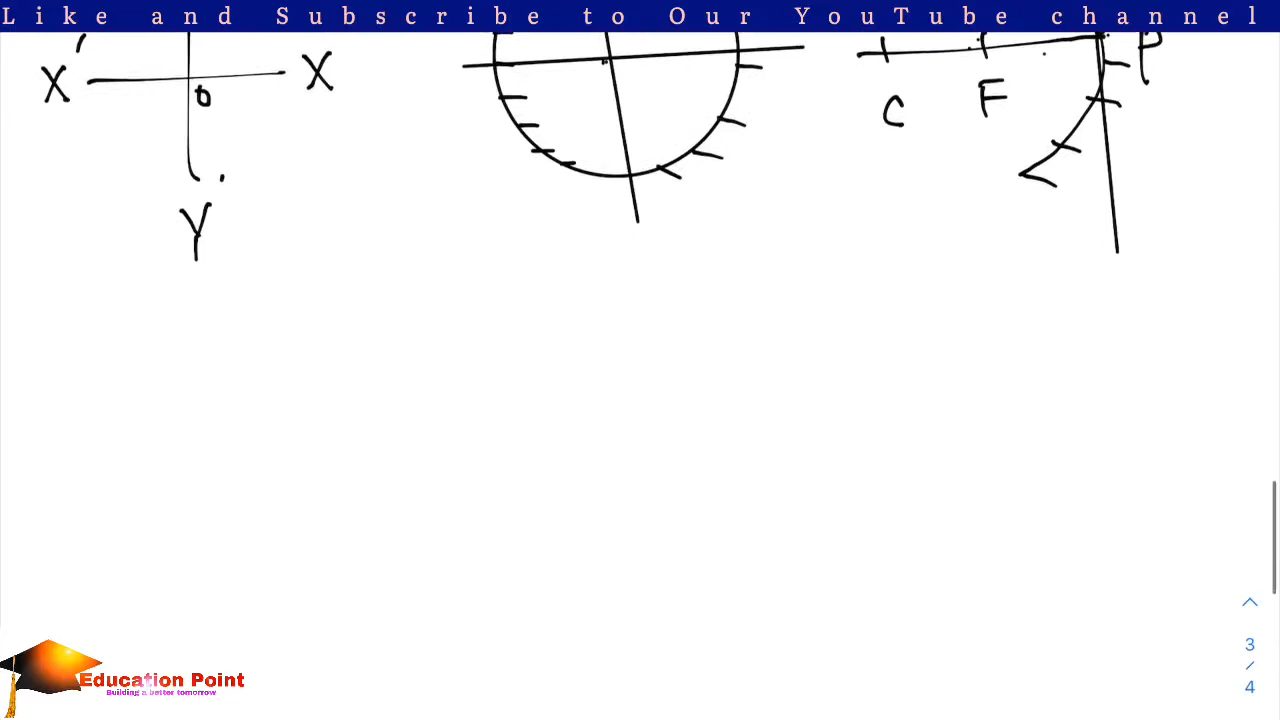 Like and Subscribe to Our YouTube channel
X' X P
O C F
Y
3
/
4
Education Point
Building a better tomorrow